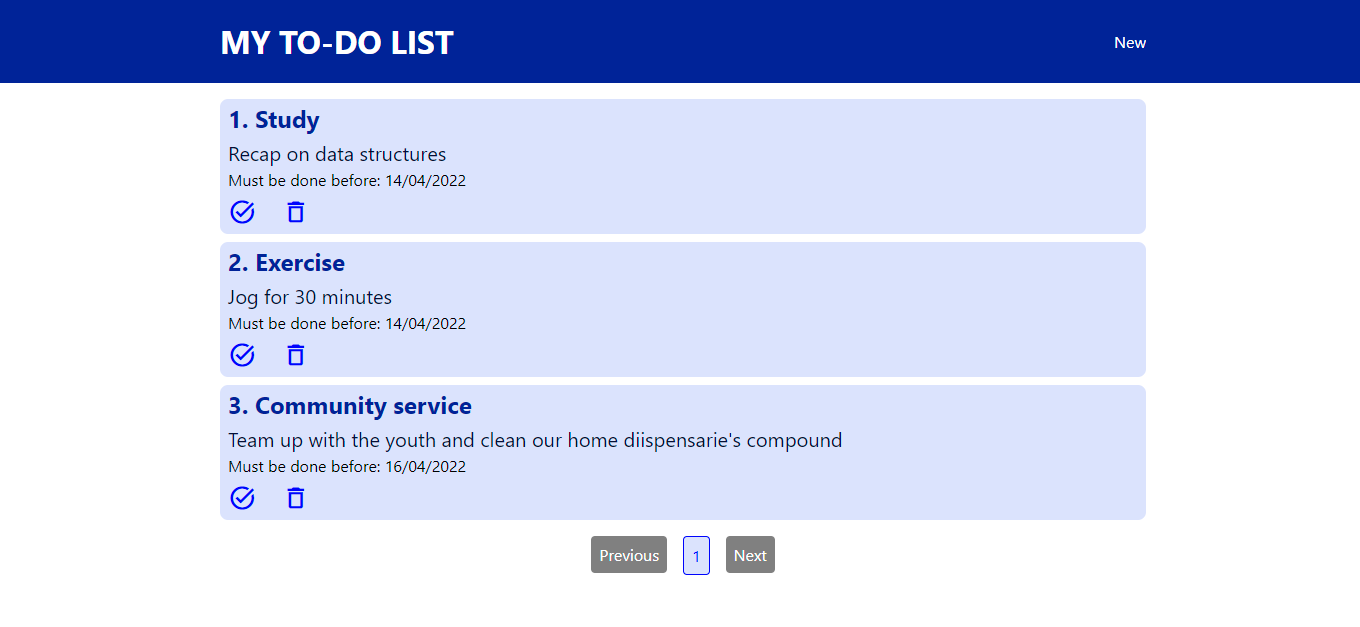 MY TO-DO LIST
New
1. Study
Recap on data structures
Must be done before: 14/04/2022
2. Exercise
Jog for 30 minutes
Must be done before: 14/04/2022
3. Community service
Team up with the youth and clean our home diispensarie's compound
Must be done before: 16/04/2022
Previous 1 Next